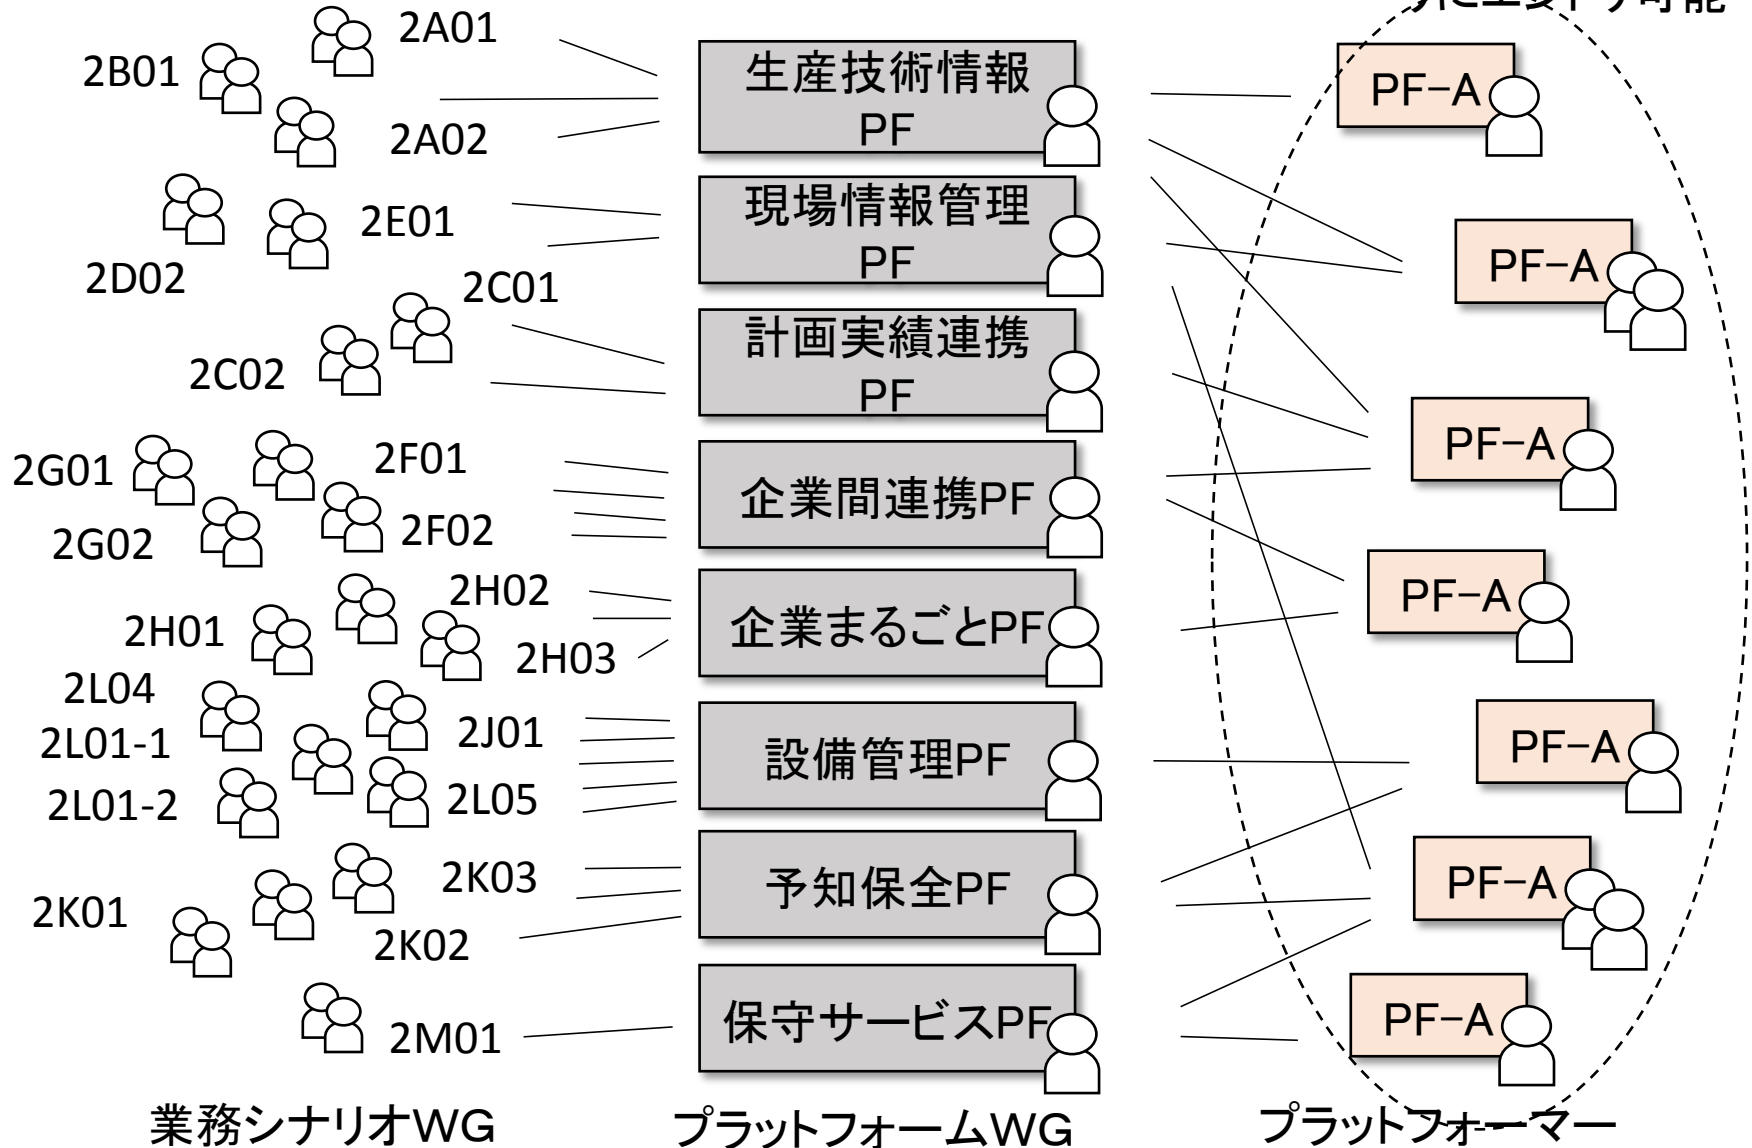 2A01
2B01
2A02
2E01
2D02
2C01
2C02
2F01
2G01
2F02
2G02
2H02
2H01
2H03
2L04
2J01
2L01-1
2L05
2L01-2
2K03
2K01
2K02
2M01
業務シナリオWG
生産技術情報
PF
現場情報管理
PF
計画実績連携
PF
企業間連携PF
企業まるごとPF
設備管理PF
予知保全PF
保守サービスPF
プラットフォームWG
PF-A
PF-A
PF-A
PF-A
PF-A
PF-A
PF-A
プラットフォーマー